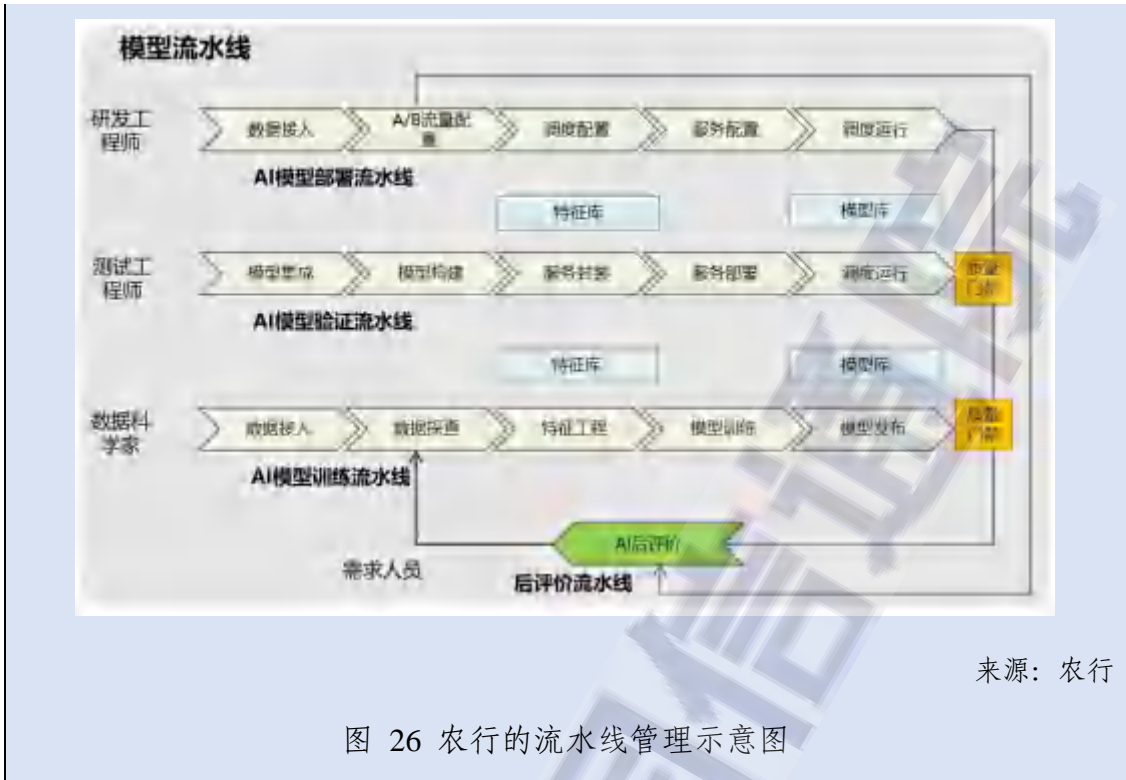 模型流水线
研发工
程师
数据接入
A/B流量配
置
调度配置
服务配置
调度运行
AI模型部署流水线
特征库
模型库
测试工
程师
模型集成
模型构建
服务封装
服务部署
调度运行
质量
门禁
AI模型验证流水线
特征库
模型库
数据科
学家
数据接入
数据探查
特征工程
模型训练
模型发布
质量
门禁
AI模型训练流水线
AI后评价
需求人员
后评价流水线
来源：农行
图 26 农行的流水线管理示意图